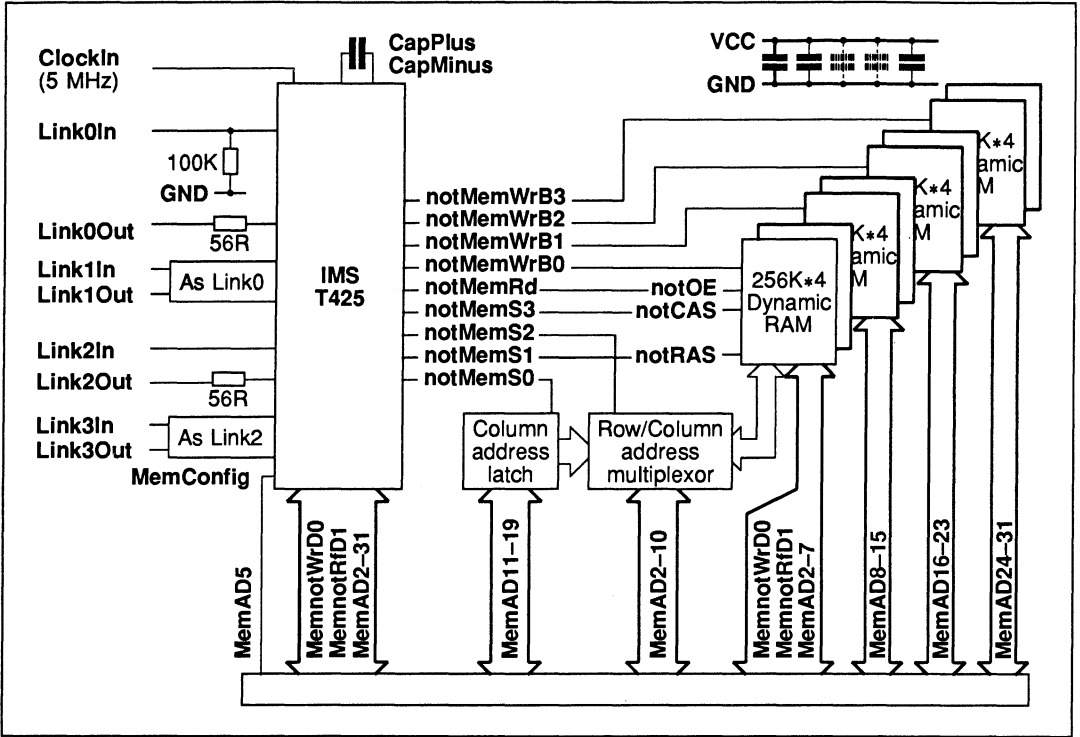 ClockIn
(5 MHz)
CapPlus
CapMinus
VCC
GND
Link0In
100K
GND
Link0Out
56R
Link1In
Link1Out
As Link0
IMS
T425
Link2In
Link2Out
56R
Link3In
Link3Out
As Link2
MemConfig
notMemWrB3
notMemWrB2
notMemWrB1
notMemWrB0
notMemRd
notMemS3
notMemS2
notMemS1
notMemS0
notOE
notCAS
notRAS
256K*4
Dynamic
RAM
K*4
amic
M
K*4
amic
M
K*4
amic
M
Column
address
latch
Row/Column
address
multiplexor
MemAD5
MemnotWrD0
MemnotRfD1
MemAD2–31
MemAD11–19
MemAD2–10
MemnotWrD0
MemnotRfD1
MemAD2–7
MemAD8–15
MemAD16–23
MemAD24–31